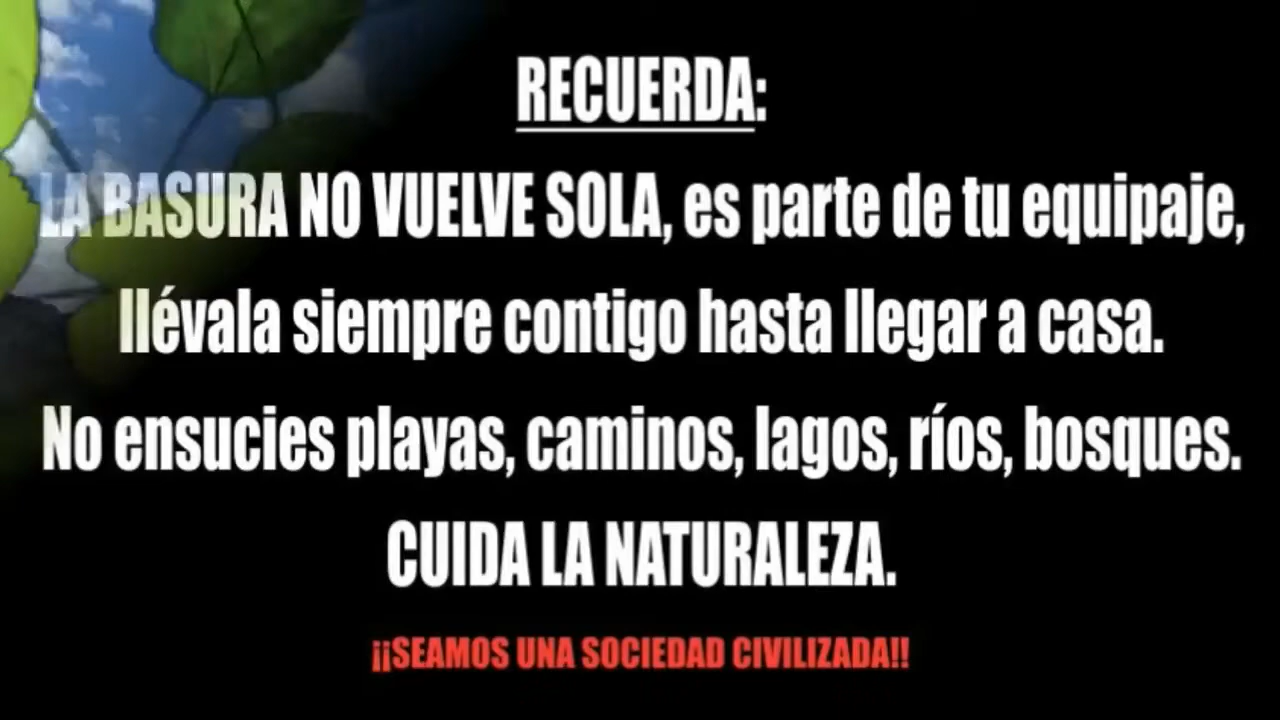 RECUERDA:
LA BASURA NO VUELVE SOLA, es parte de tu equipaje,
llévala siempre contigo hasta llegar a casa.
No ensucies playas, caminos, lagos, ríos, bosques.
CUIDA LA NATURALEZA.
¡¡SEAMOS UNA SOCIEDAD CIVILIZADA!!